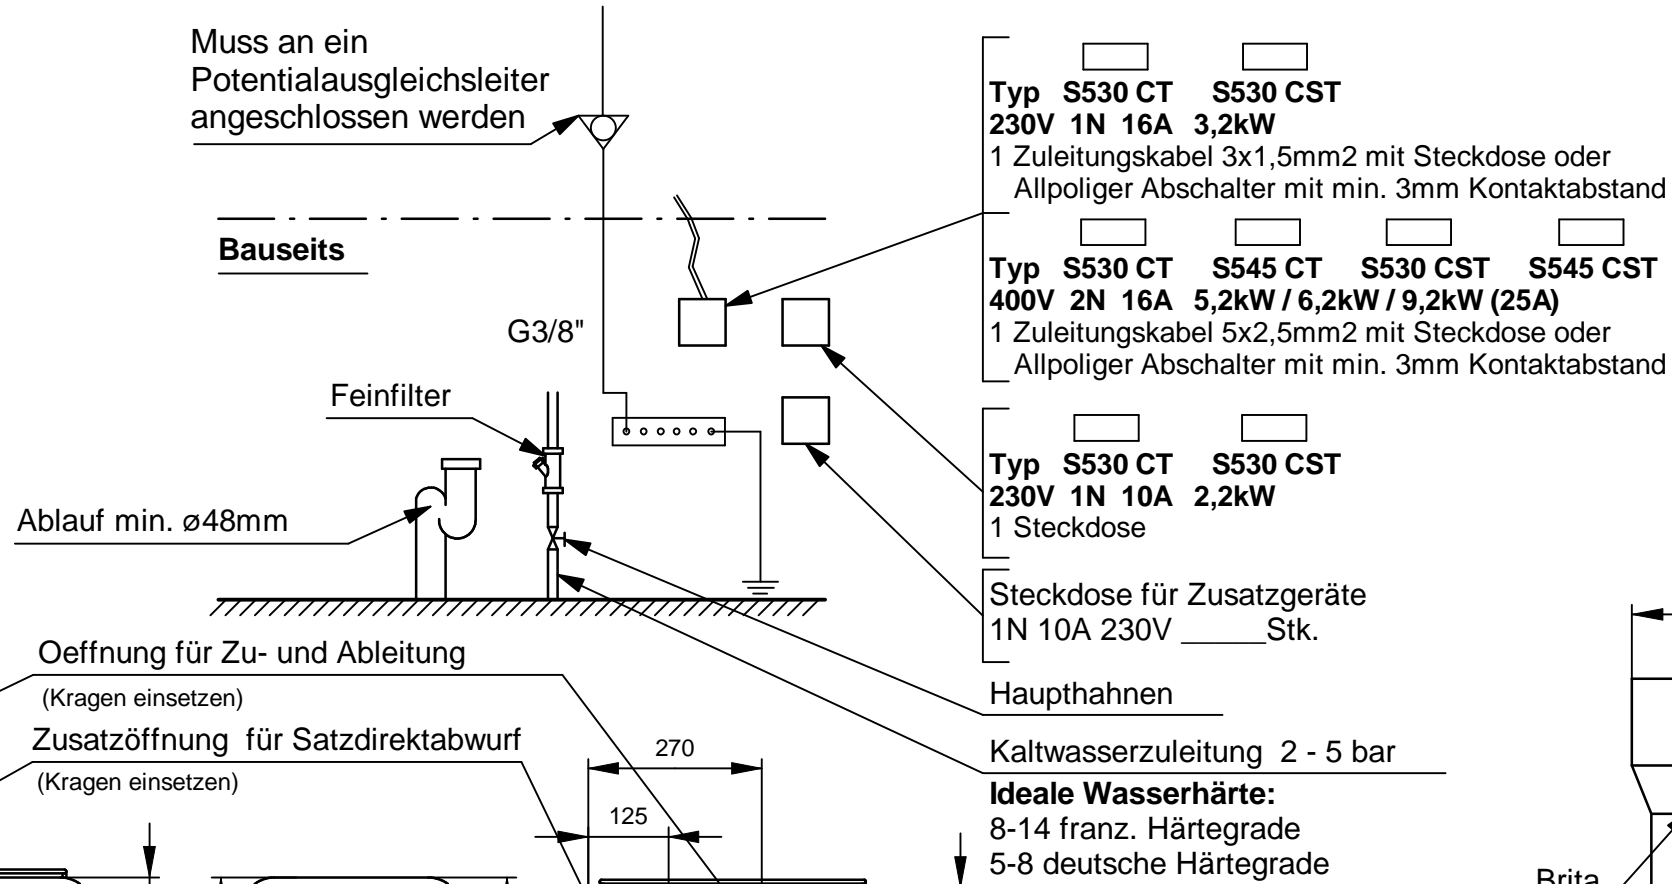 Muss an ein
Potentialausgleichsleiter
angeschlossen werden
Bauseits
G3/8"
Feinfilter
Ablauf min. ø48mm
Typ S530 CT S530 CST
230V 1N 16A 3,2kW
1 Zuleitungskabel 3x1,5mm2 mit Steckdose oder
Allpoliger Abschalter mit min. 3mm Kontaktabstand
Typ S530 CT S545 CT S530 CST S545 CST
400V 2N 16A 5,2kW / 6,2kW / 9,2kW (25A)
1 Zuleitungskabel 5x2,5mm2 mit Steckdose oder
Allpoliger Abschalter mit min. 3mm Kontaktabstand
Typ S530 CT S530 CST
230V 1N 10A 2,2kW
1 Steckdose
Steckdose für Zusatzgeräte
1N 10A 230V _____Stk.
Oeffnung für Zu- und Ableitung
(Kragen einsetzen)
Zusatzöffnung für Satzdirektabwurf
(Kragen einsetzen)
270
125
Haupthahnen
Kaltwasserzuleitung 2 - 5 bar
Ideale Wasserhärte:
8-14 franz. Härtegrade
5-8 deutsche Härtegrade
Brita